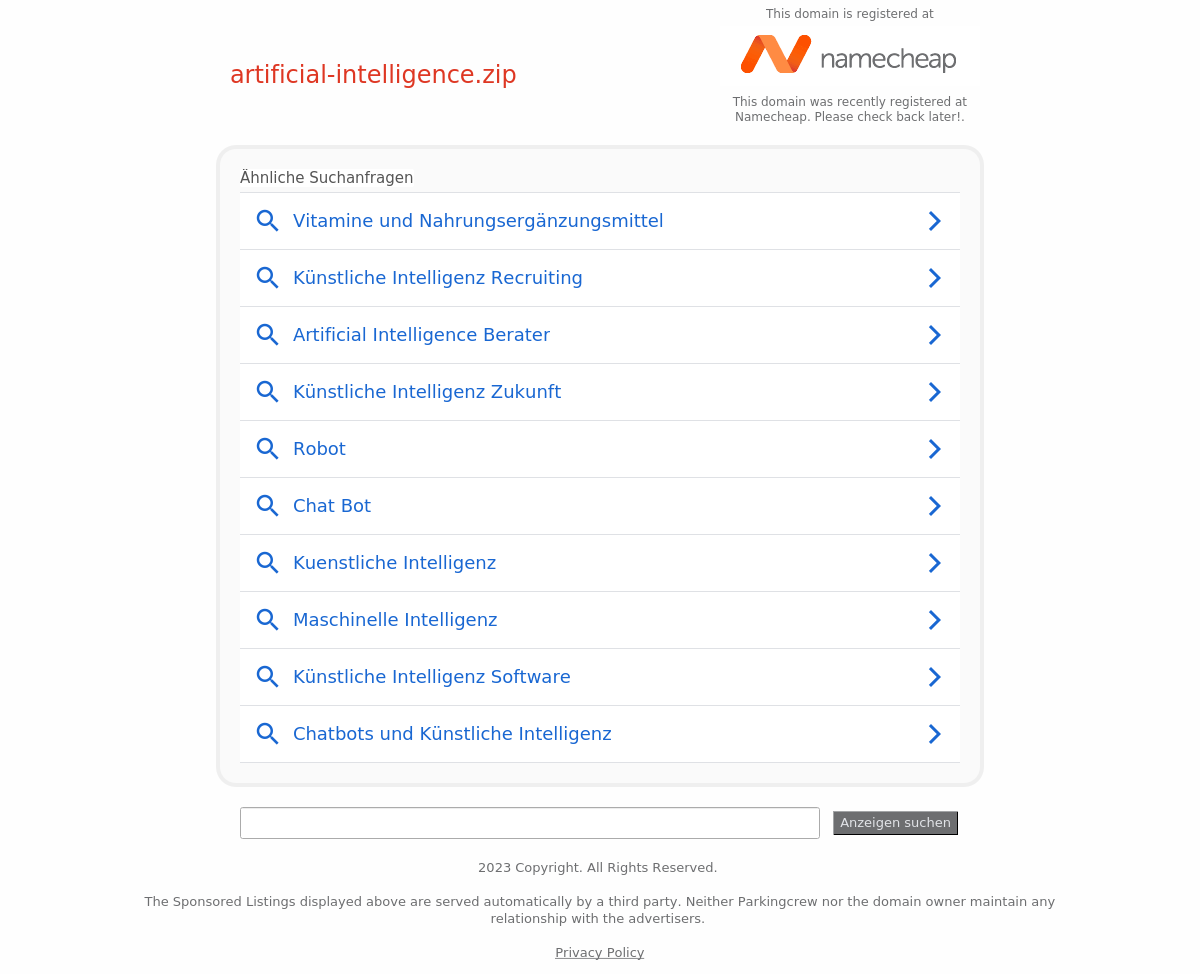 This domain is registered at
namecheap
artificial-intelligence.zip
This domain was recently registered at
Namecheap. Please check back later!.
Ähnliche Suchanfragen
Vitamine und Nahrungsergänzungsmittel
Künstliche Intelligenz Recruiting
Artificial Intelligence Berater
Künstliche Intelligenz Zukunft
Robot
Chat Bot
Kuenstliche Intelligenz
Maschinelle Intelligenz
Künstliche Intelligenz Software
Chatbots und Künstliche Intelligenz
Anzeigen suchen
2023 Copyright. All Rights Reserved.
The Sponsored Listings displayed above are served automatically by a third party. Neither Parkingcrew nor the domain owner maintain any
relationship with the advertisers.
Privacy Policy